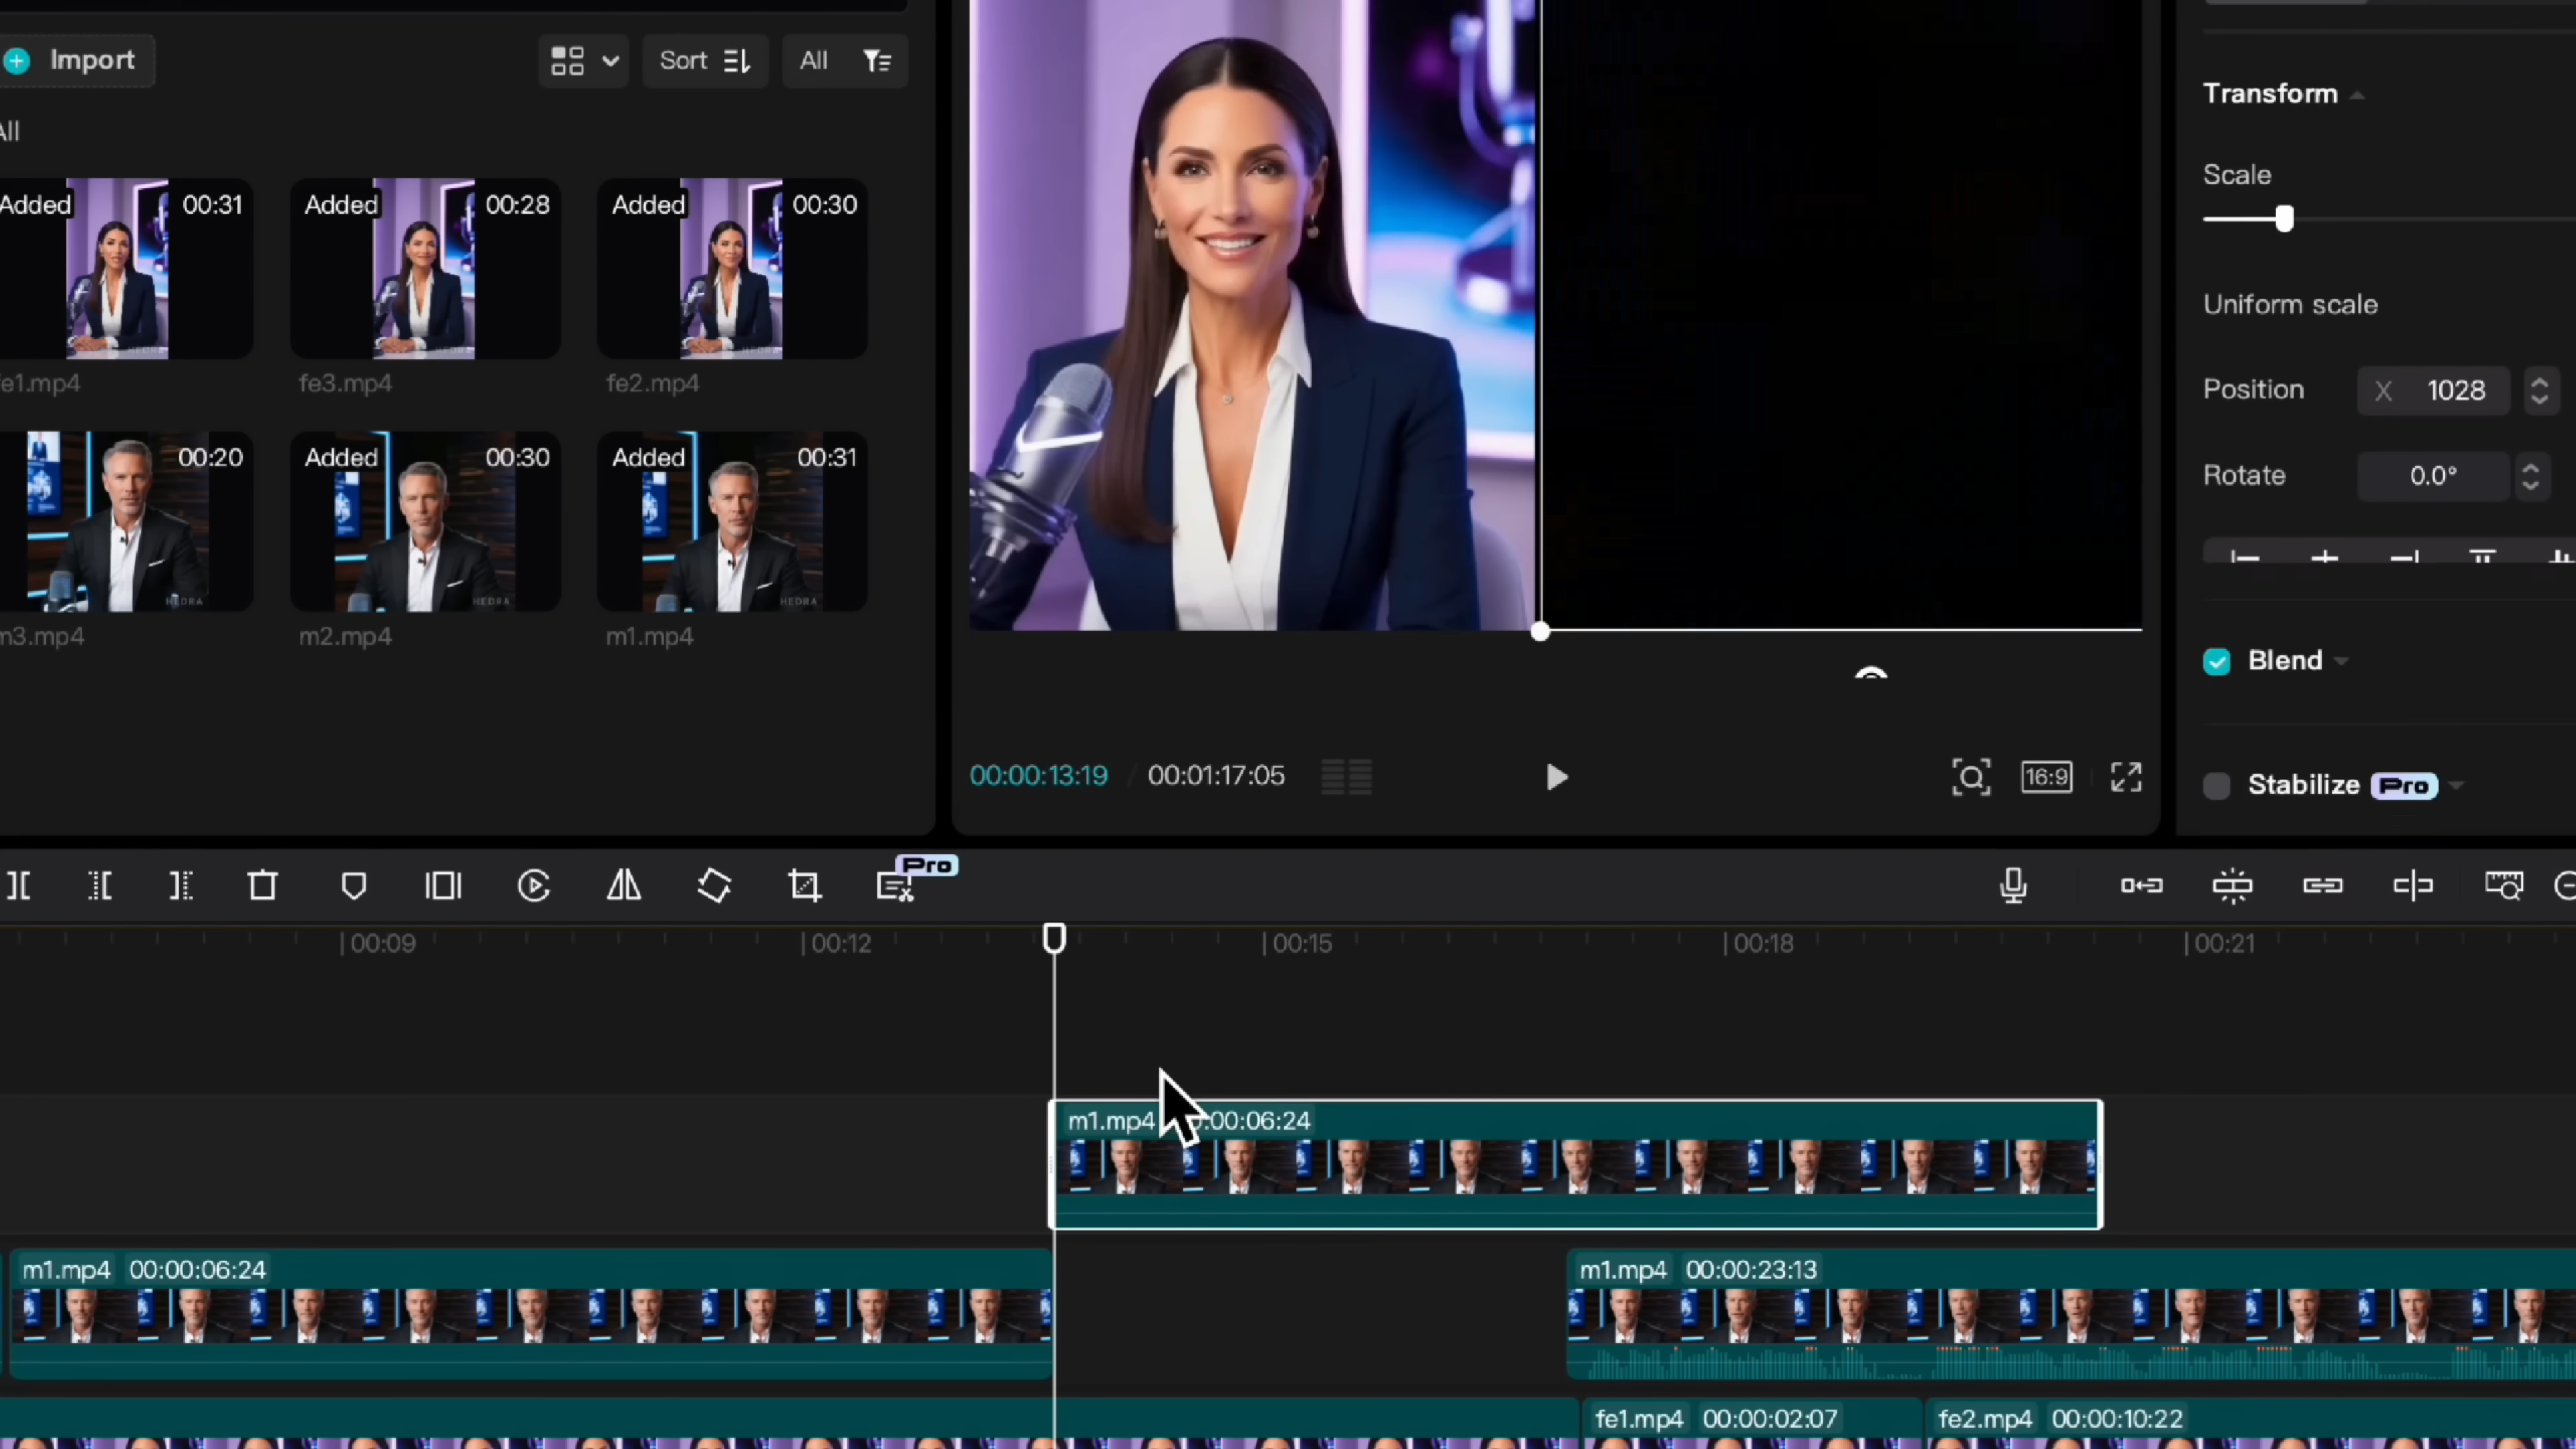 Import
Sort
All
All
Added 00:31
Added 00:28
Added 00:30
e1.mp4
fe3.mp4
fe2.mp4
00:20
Added 00:30
Added 00:31
HEDRA
HEDRA
HEDRA
m3.mp4
m2.mp4
m1.mp4
00:00:13:19 / 00:01:17:05
16:9
Transform
Scale
Uniform scale
Position X 1028
Rotate 0.0°
Blend
Stabilize Pro
Pro
00:09
00:12
00:15
00:18
00:21
m1.mp4 :00:06:24
m1.mp4 00:00:06:24
m1.mp4 00:00:23:13
fe1.mp4 00:00:02:07
fe2.mp4 00:00:10:22